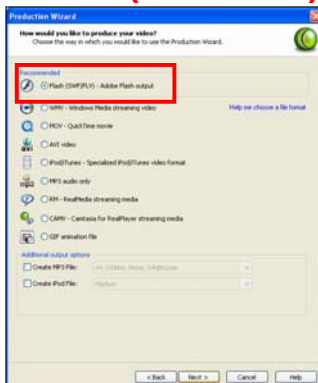 Production Wizard
How would you like to produce your video?
Choose the way in which you would like to use the Production Wizard.
Recommended
Flash (SWF/FLV) - Adobe Flash output
WMV - Windows Media streaming video
Help me choose a file format
MOV - QuickTime movie
AVI video
iPod/iTunes - Specialized iPod/iTunes video format
MP3 audio only
RM - RealMedia streaming media
CAMV - Camtasia for RealPlayer streaming media
GIF animation file
Additional output options
Create MP3 File:
Create iPod File:
Medium
< Back
Next >
Cancel
Help